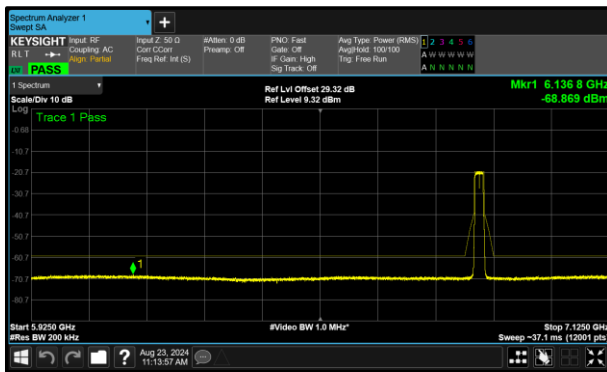 Spectrum Analyzer 1
Swept SA
KEYSIGHT Input: RF Input Z: 50 Ω #Atten: 0 dB PNO: Fast Avg Type: Power (RMS) 1 2 3 4 5 6
RLT Coupling: AC Corr CCorr Preamp: Off Gate: Off Avg|Hold: 100/100 A W W W W W
Align: Partial Freq Ref: Int (S) IF Gain: High Trig: Free Run
LW PASS Sig Track: Off A N N N N N
1 Spectrum Ref Lvl Offset 29.32 dB Mkr1 6.136 8 GHz
Scale/Div 10 dB Ref Level 9.32 dBm -68.869 dBm
Log Trace 1 Pass
-0.68
-10.7
-20.7
-30.7
-40.7
-50.7
1
-60.7
-70.7
-80.7
Start 5.9250 GHz #Video BW 1.0 MHz* Stop 7.1250 GHz
#Res BW 200 kHz Sweep ~37.1 ms (12001 pts)
? Aug 23, 2024
11:13:57 AM